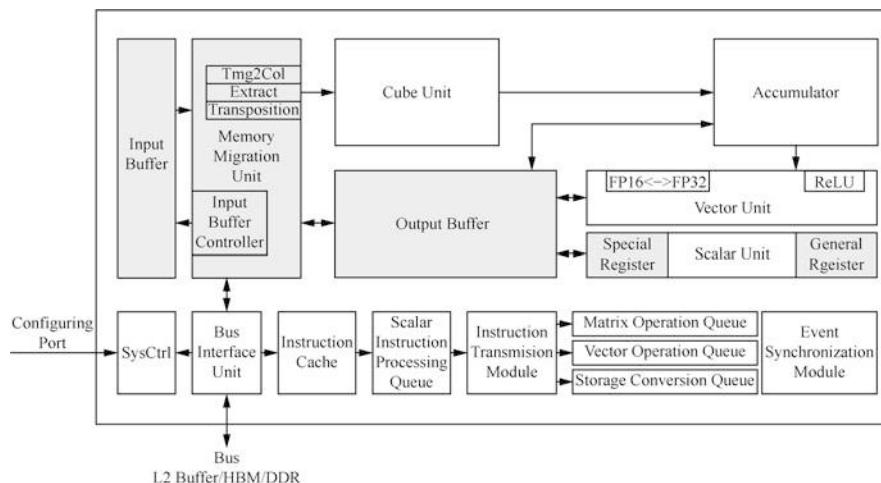 Tmg2Col
Extract
Transposition
Memory
Migration
Unit
Input
Buffer
Input
Buffer
Controller
Cube Unit
Accumulator
Output Buffer
FP16<->FP32
ReLU
Vector Unit
Special
Register
Scalar Unit
General
Rgeister
Configuring
Port
SysCtrl
Bus
Interface
Unit
Instruction
Cache
Scalar
Instruction
Processing
Queue
Instruction
Transmision
Module
Matrix Operation Queue
Vector Operation Queue
Storage Conversion Queue
Event
Synchronization
Module
Bus
L2 Buffer/HBM/DDR